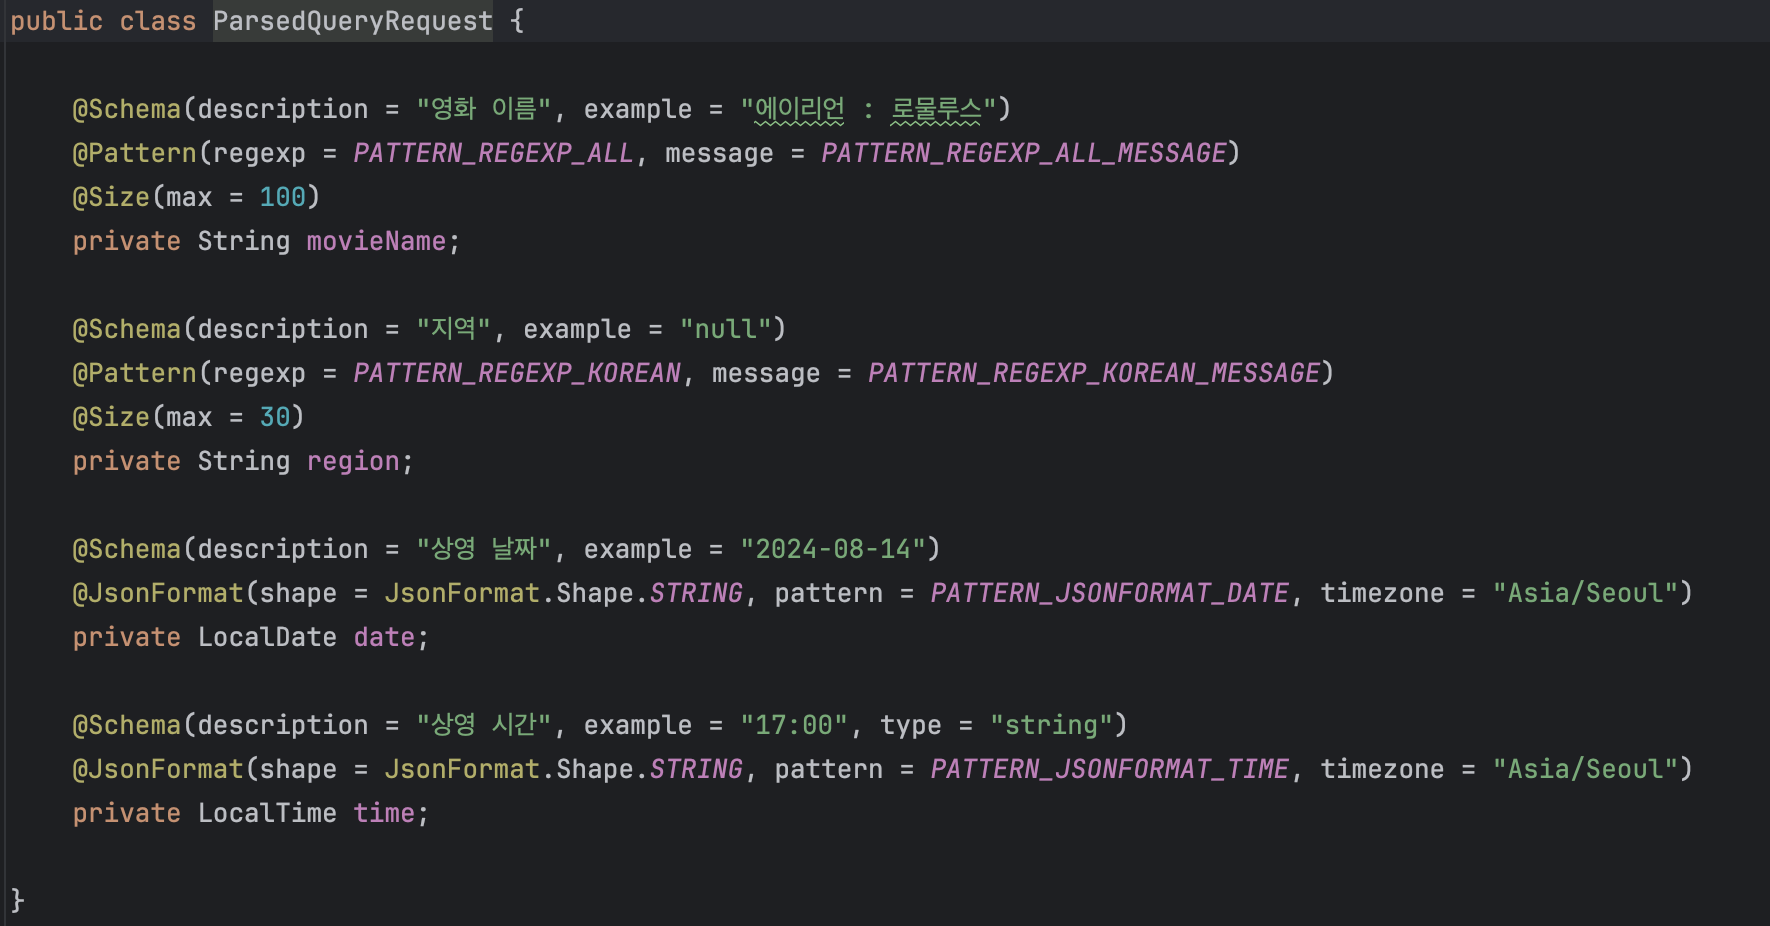 public class ParsedQueryRequest {
@Schema(description = "영화 이름", example = "에이리언 : 로물루스")
@Pattern(regexp = PATTERN_REGEXP_ALL, message = PATTERN_REGEXP_ALL_MESSAGE)
@Size(max = 100)
private String movieName;
@Schema(description = "지역", example = "null")
@Pattern(regexp = PATTERN_REGEXP_KOREAN, message = PATTERN_REGEXP_KOREAN_MESSAGE)
@Size(max = 30)
private String region;
@Schema(description = "상영 날짜", example = "2024-08-14")
@JsonFormat(shape = JsonFormat.Shape.STRING, pattern = PATTERN_JSONFORMAT_DATE, timezone = "Asia/Seoul")
private LocalDate date;
@Schema(description = "상영 시간", example = "17:00", type = "string")
@JsonFormat(shape = JsonFormat.Shape.STRING, pattern = PATTERN_JSONFORMAT_TIME, timezone = "Asia/Seoul")
private LocalTime time;
}